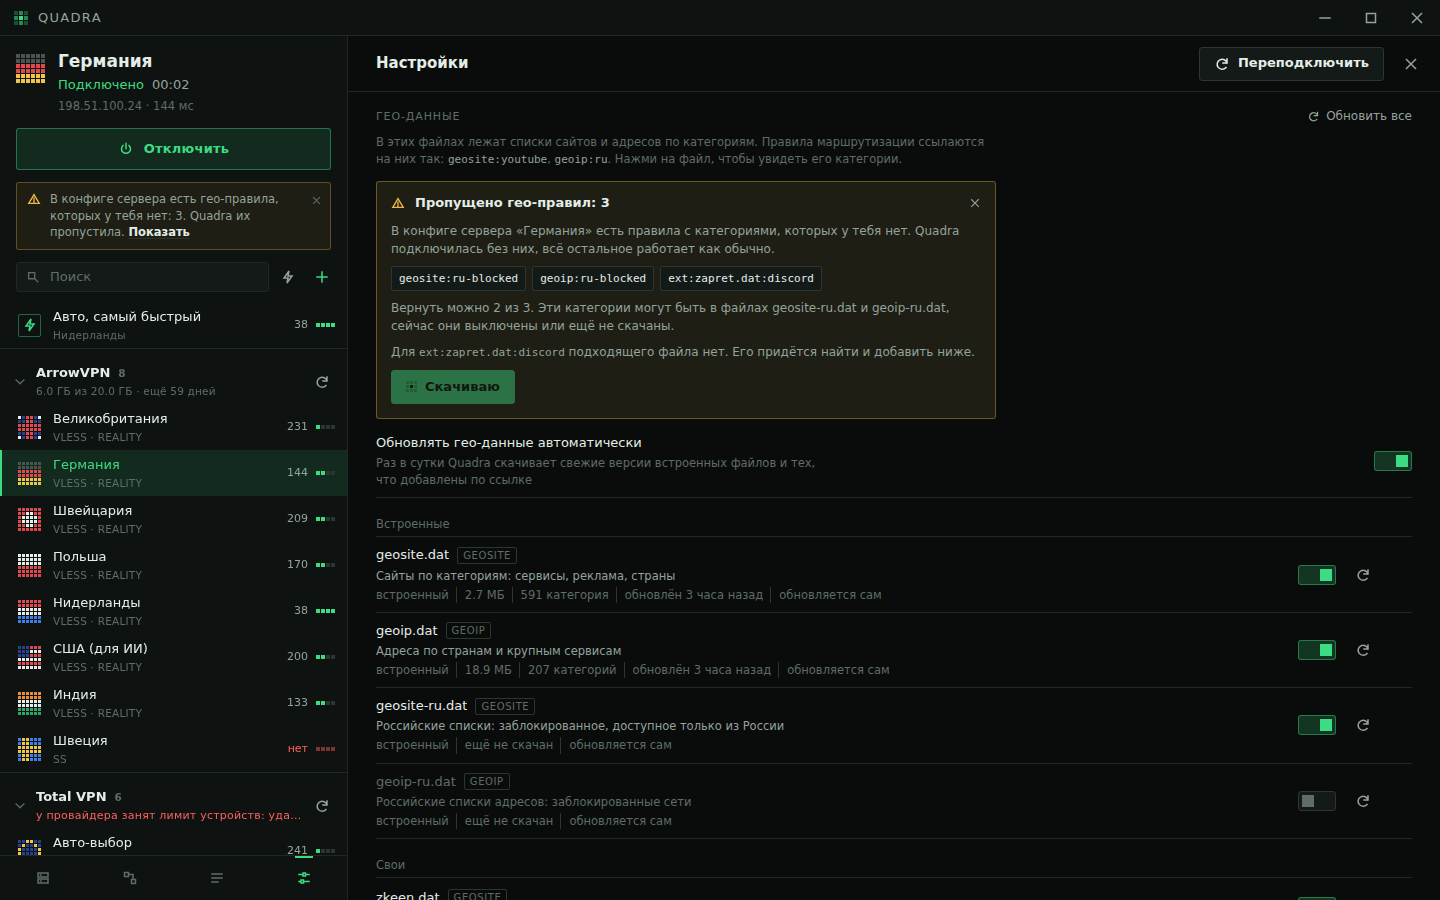 QUADRA
Германия
Подключено 00:02
198.51.100.24 · 144 мс
Отключить
В конфиге сервера есть гео-правила,
которых у тебя нет: 3. Quadra их
пропустила. Показать
Поиск
Авто, самый быстрый
Нидерланды
38
ArrowVPN 8
6.0 ГБ из 20.0 ГБ · ещё 59 дней
Великобритания
VLESS · REALITY
231
Германия
VLESS · REALITY
144
Швейцария
VLESS · REALITY
209
Польша
VLESS · REALITY
170
Нидерланды
VLESS · REALITY
38
США (для ИИ)
VLESS · REALITY
200
Индия
VLESS · REALITY
133
Швеция
SS
нет
Total VPN 6
у провайдера занят лимит устройств: уда...
Авто-выбор
241
Настройки
Переподключить
ГЕО-ДАННЫЕ
Обновить все
В этих файлах лежат списки сайтов и адресов по категориям. Правила маршрутизации ссылаются
на них так: geosite:youtube, geoip:ru. Нажми на файл, чтобы увидеть его категории.
Пропущено гео-правил: 3
В конфиге сервера «Германия» есть правила с категориями, которых у тебя нет. Quadra
подключилась без них, всё остальное работает как обычно.
geosite:ru-blocked geoip:ru-blocked ext:zapret.dat:discord
Вернуть можно 2 из 3. Эти категории могут быть в файлах geosite-ru.dat и geoip-ru.dat,
сейчас они выключены или ещё не скачаны.
Для ext:zapret.dat:discord подходящего файла нет. Его придётся найти и добавить ниже.
Скачиваю
Обновлять гео-данные автоматически
Раз в сутки Quadra скачивает свежие версии встроенных файлов и тех,
что добавлены по ссылке
Встроенные
geosite.dat GEOSITE
Сайты по категориям: сервисы, реклама, страны
встроенный 2.7 МБ 591 категория обновлён 3 часа назад обновляется сам
geoip.dat GEOIP
Адреса по странам и крупным сервисам
встроенный 18.9 МБ 207 категорий обновлён 3 часа назад обновляется сам
geosite-ru.dat GEOSITE
Российские списки: заблокированное, доступное только из России
встроенный ещё не скачан обновляется сам
geoip-ru.dat GEOIP
Российские списки адресов: заблокированные сети
встроенный ещё не скачан обновляется сам
Свои
zkeen.dat GEOSITE